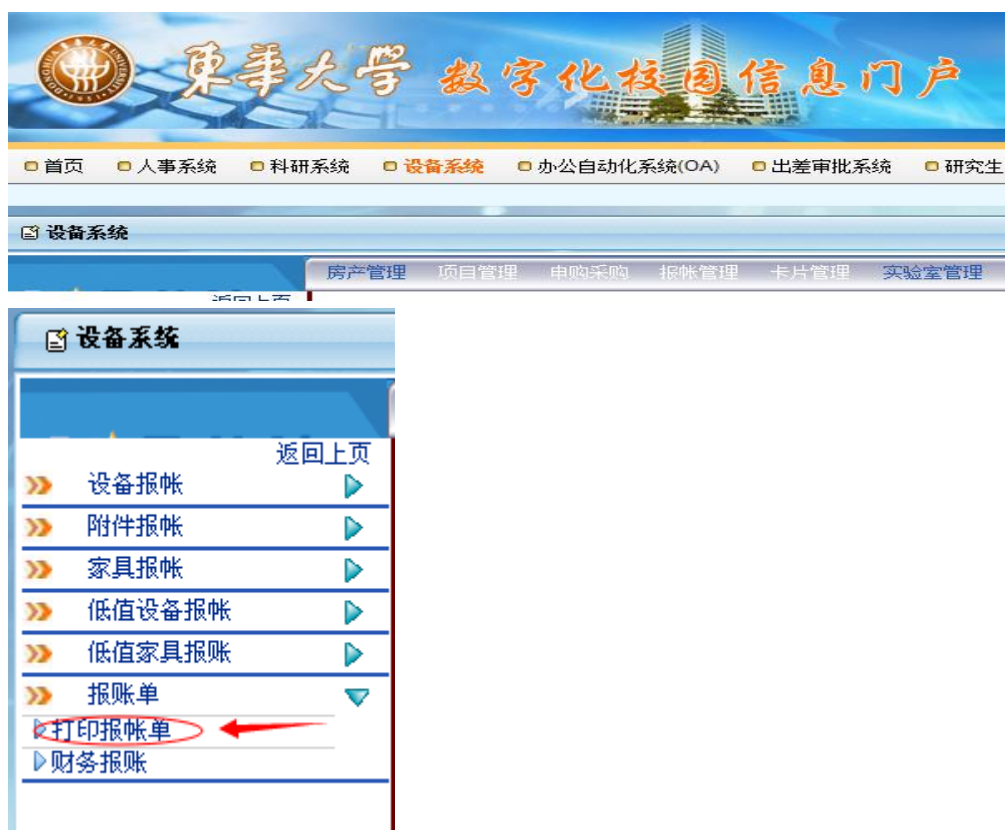 東華大学 数字化校园信息门户
首页 人事系统 科研系统 设备系统 办公自动化系统(OA) 出差审批系统 研究生
设备系统
房产管理 项目管理 申购采购 报帐管理 卡片管理 实验室管理
返回上页
设备系统
返回上页
设备报帐
附件报帐
家具报帐
低值设备报帐
低值家具报账
报账单
打印报帐单
财务报账